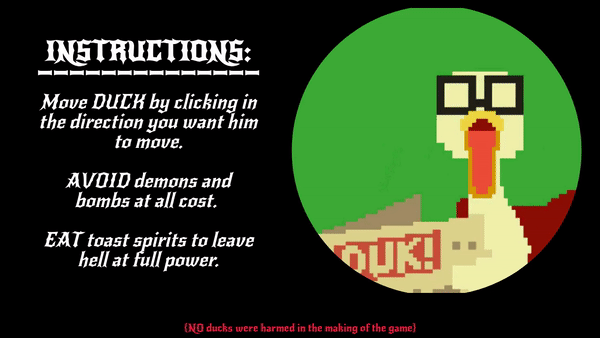 INSTRUCTIONS:
Move DUCK by clicking in
the direction you want him
to move.
AVOID demons and
bombs at all cost.
EAT toast spirits to leave
hell at full power.
OUK!
{NO ducks were harmed in the making of the game}